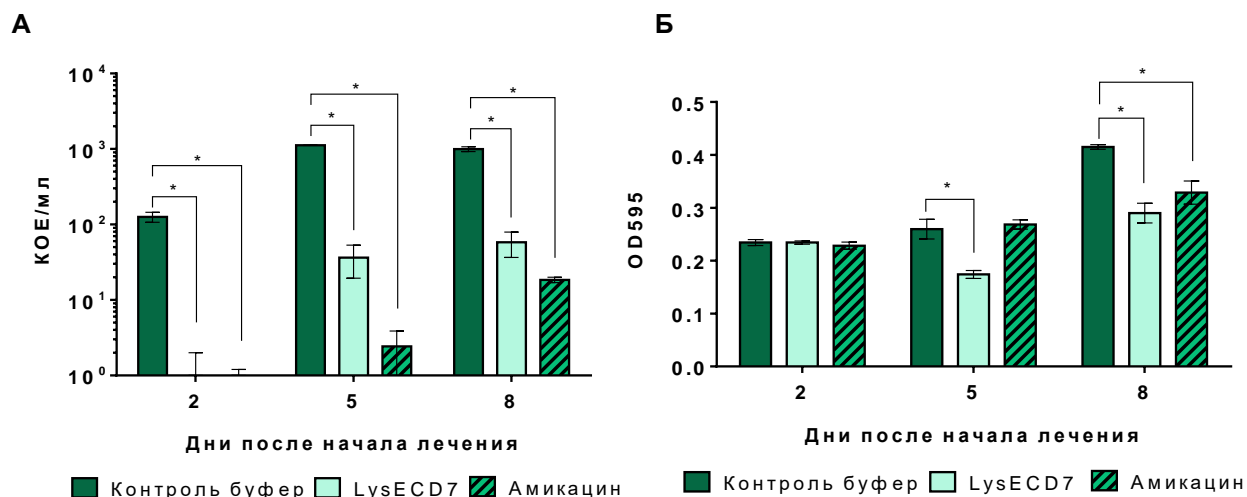 А
10⁴
10³
10²
10¹
10⁰
КОЕ/мл
*
*
*
*
*
*
2
5
8
Дни после начала лечения
Контроль буфер
LysECD7
Амикацин
Б
0.5
0.4
0.3
0.2
0.1
0.0
OD595
*
*
*
2
5
8
Дни после начала лечения
Контроль буфер
LysECD7
Амикацин